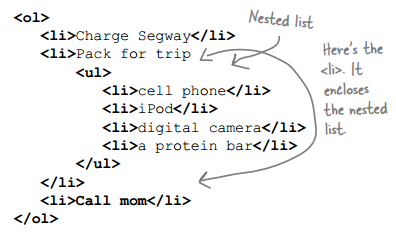 <ol>
<li>Charge Segway</li>
<li>Pack for trip
<ul>
<li>cell phone</li>
<li>iPod</li>
<li>digital camera</li>
<li>a protein bar</li>
</ul>
</li>
<li>Call mom</li>
</ol>
Nested list
Here's the
<li>. It
encloses
the nested
list.